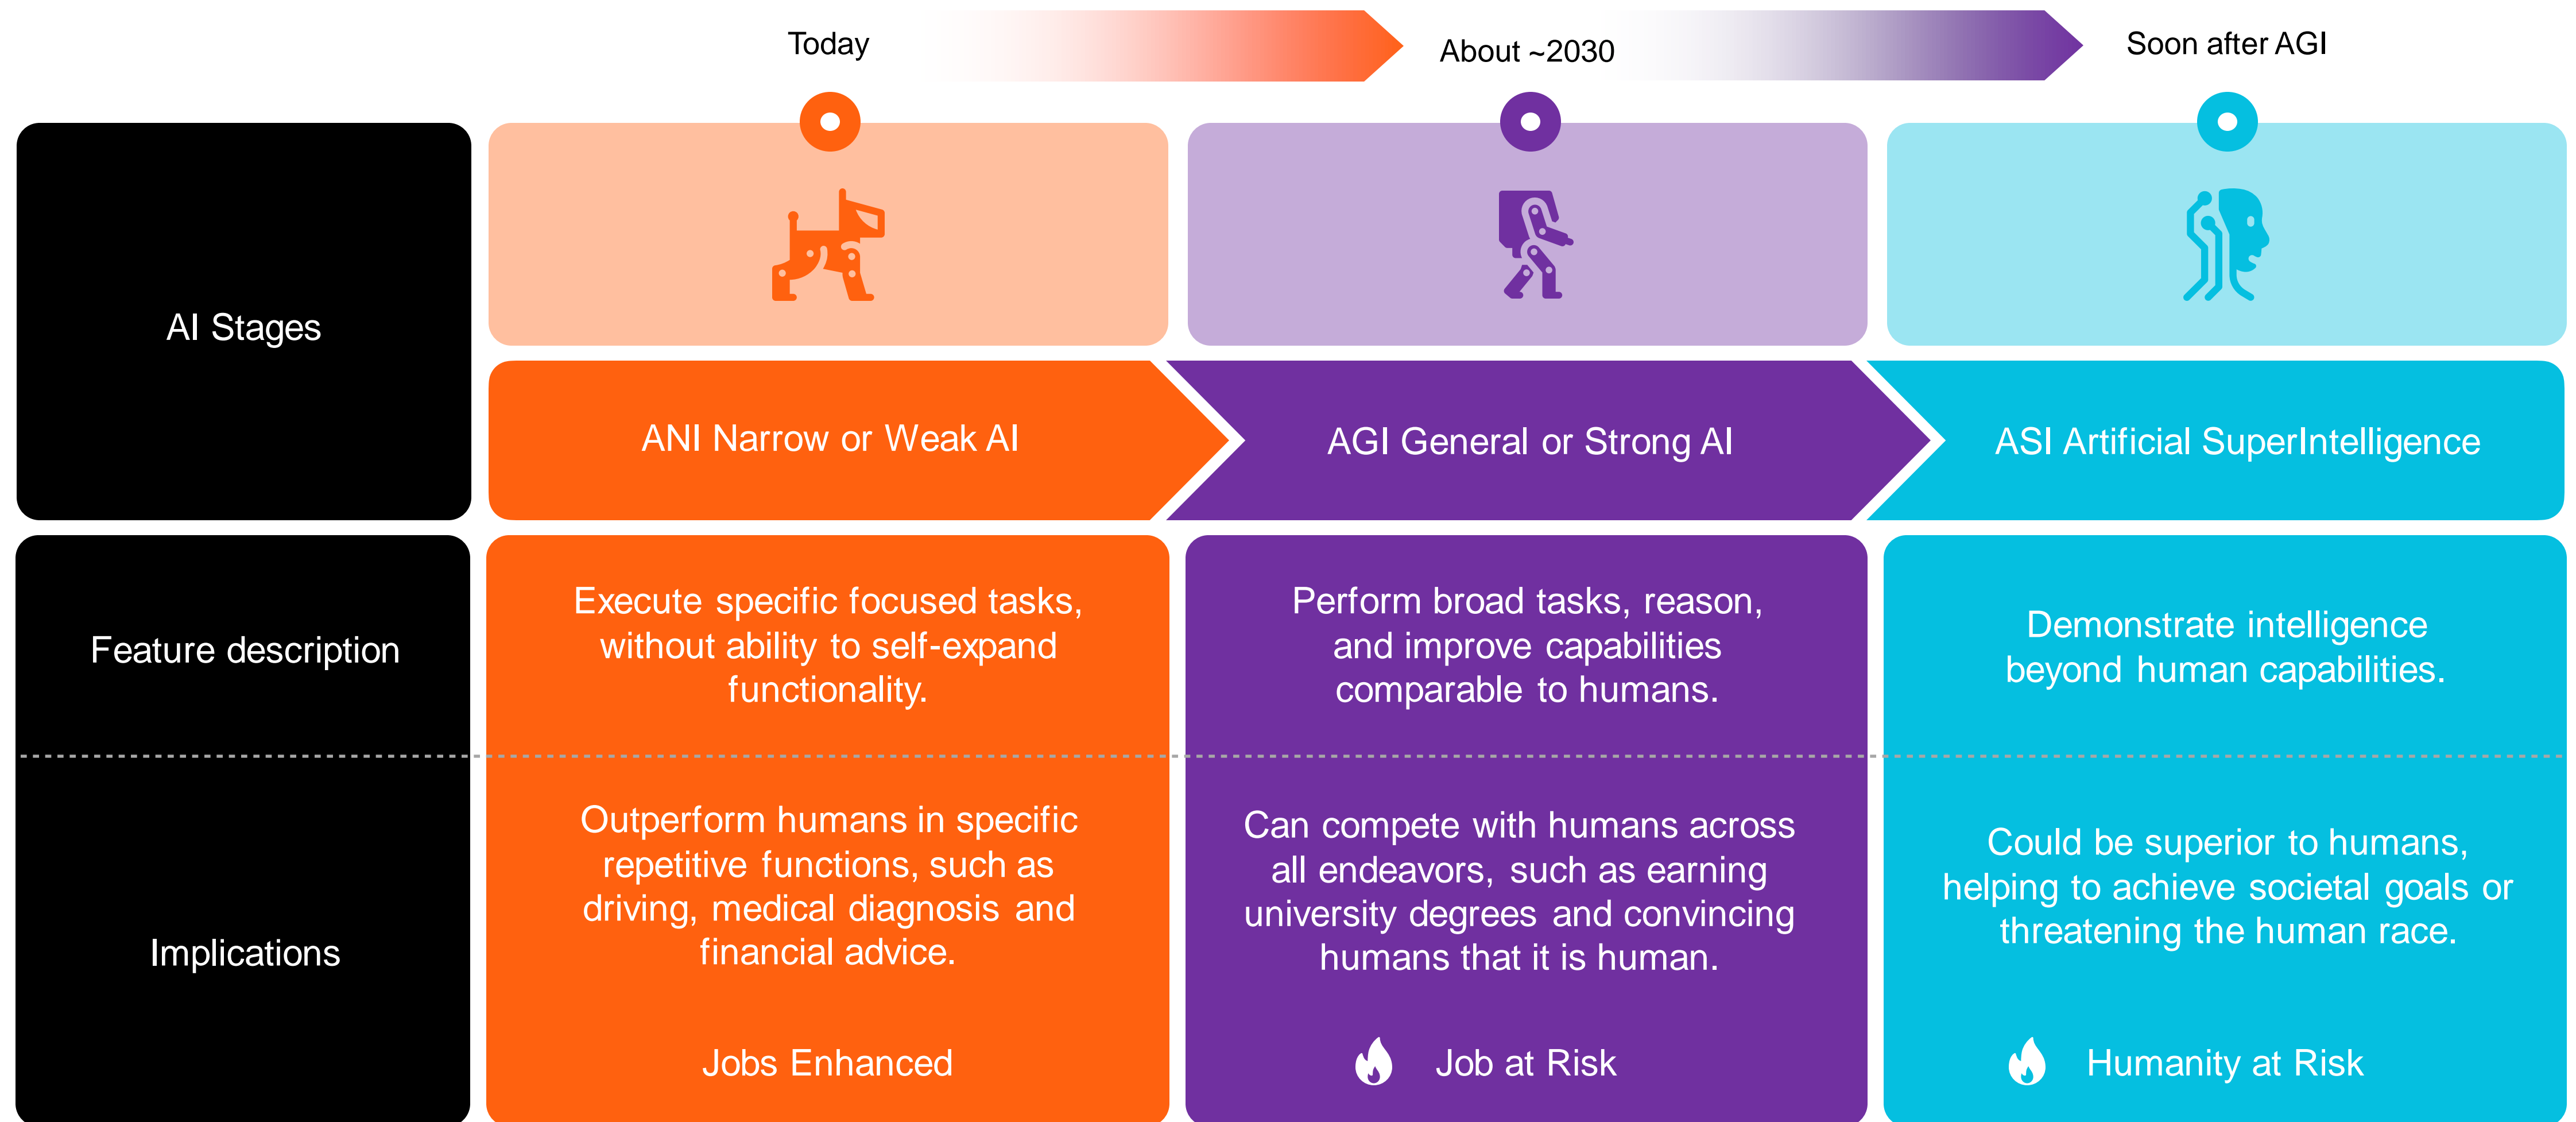 Today
About ~2030
Soon after AGI
AI Stages
ANI Narrow or Weak AI
AGI General or Strong AI
ASI Artificial SuperIntelligence
Feature description
Execute specific focused tasks,
without ability to self-expand
functionality.
Perform broad tasks, reason,
and improve capabilities
comparable to humans.
Demonstrate intelligence
beyond human capabilities.
Implications
Outperform humans in specific
repetitive functions, such as
driving, medical diagnosis and
financial advice.
Jobs Enhanced
Can compete with humans across
all endeavors, such as earning
university degrees and convincing
humans that it is human.
Job at Risk
Could be superior to humans,
helping to achieve societal goals or
threatening the human race.
Humanity at Risk